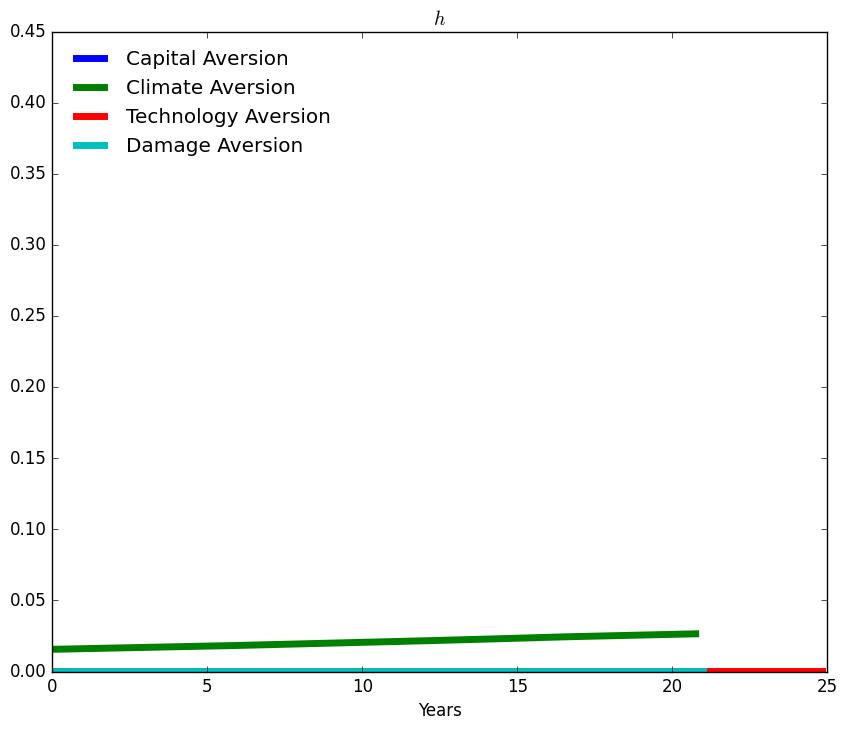 h
0.45
0.40
0.35
0.30
0.25
0.20
0.15
0.10
0.05
0.00
Capital Aversion
Climate Aversion
Technology Aversion
Damage Aversion
0 5 10 15 20 25
Years